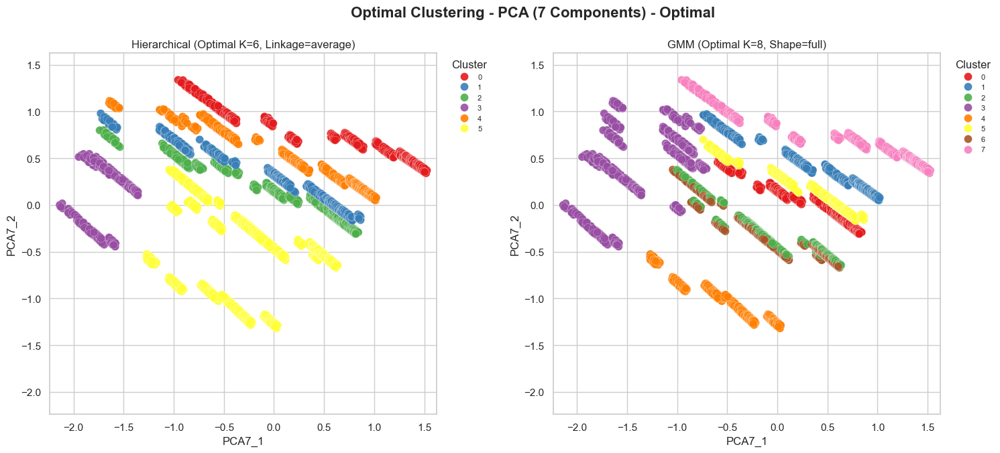 Optimal Clustering - PCA (7 Components) - Optimal
Hierarchical (Optimal K=6, Linkage=average)
Cluster
0
1
2
3
4
5
1.5
1.0
0.5
0.0
−0.5
−1.0
−1.5
−2.0
PCA7_2
−2.0 −1.5 −1.0 −0.5 0.0 0.5 1.0 1.5
PCA7_1
GMM (Optimal K=8, Shape=full)
Cluster
0
1
2
3
4
5
6
7
1.5
1.0
0.5
0.0
−0.5
−1.0
−1.5
−2.0
PCA7_2
−2.0 −1.5 −1.0 −0.5 0.0 0.5 1.0 1.5
PCA7_1